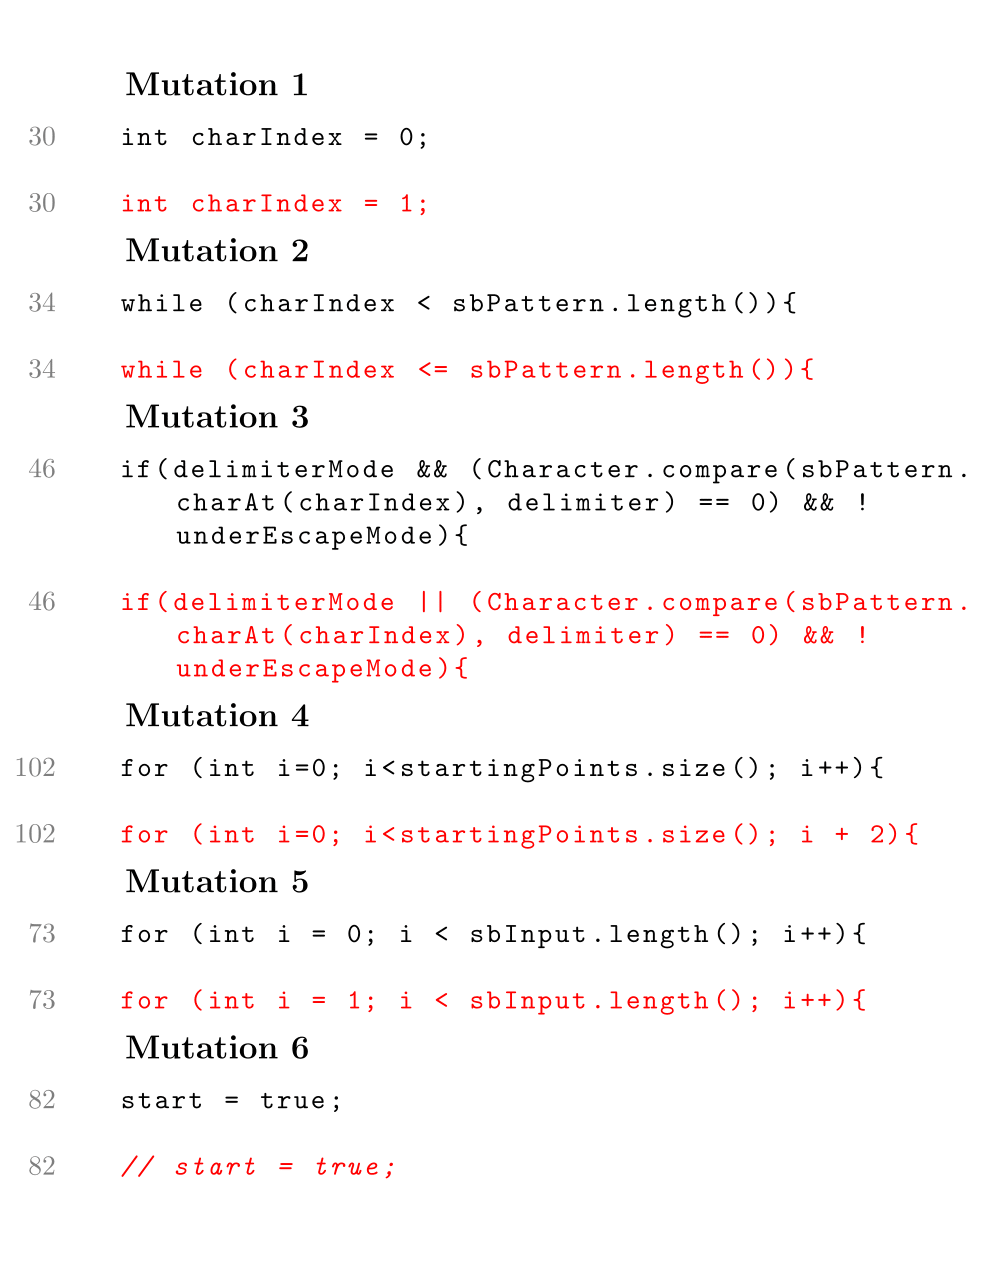 Mutation 1
30 int charIndex = 0;
30 int charIndex = 1;
Mutation 2
34 while (charIndex < sbPattern.length()){
34 while (charIndex <= sbPattern.length()){
Mutation 3
46 if(delimiterMode && (Character.compare(sbPattern.
charAt(charIndex), delimiter) == 0) && !
underEscapeMode){
46 if(delimiterMode || (Character.compare(sbPattern.
charAt(charIndex), delimiter) == 0) && !
underEscapeMode){
Mutation 4
102 for (int i=0; i<startingPoints.size(); i++){
102 for (int i=0; i<startingPoints.size(); i + 2){
Mutation 5
73 for (int i = 0; i < sbInput.length(); i++){
73 for (int i = 1; i < sbInput.length(); i++){
Mutation 6
82 start = true;
82 // start = true;